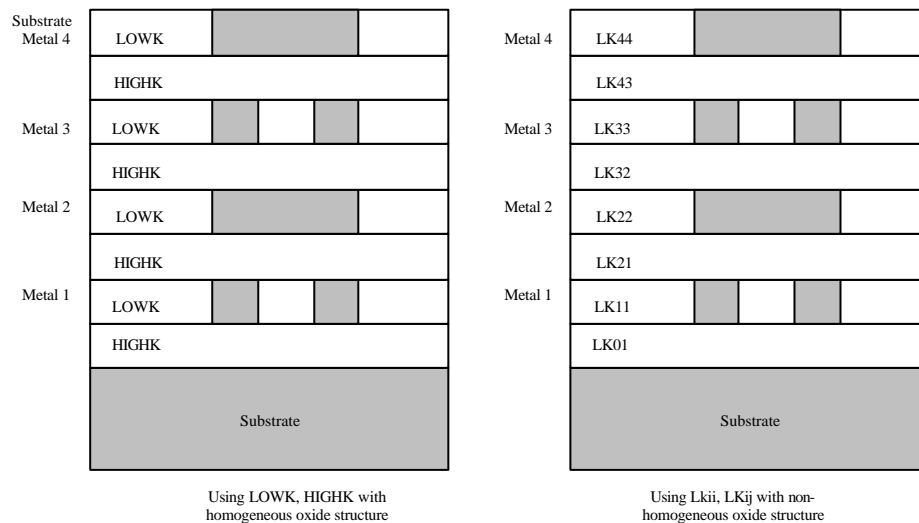 Substrate
Metal 4
LOWK
HIGHK
Metal 3
LOWK
HIGHK
Metal 2
LOWK
HIGHK
Metal 1
LOWK
HIGHK
Substrate
Using LOWK, HIGHK with
homogeneous oxide structure
Metal 4
LK44
LK43
Metal 3
LK33
LK32
Metal 2
LK22
LK21
Metal 1
LK11
LK01
Substrate
Using Lkii, LKij with non-
homogeneous oxide structure